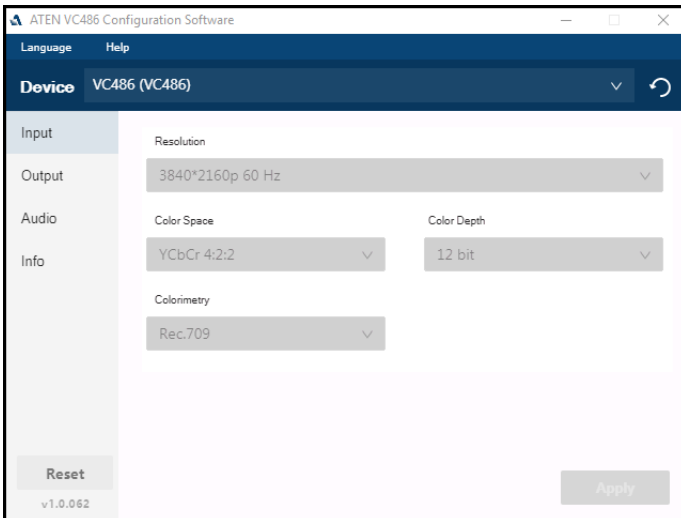 ATEN VC486 Configuration Software
Language Help
Device VC486 (VC486)
Input
Output
Audio
Info
Resolution
3840*2160p 60 Hz
Color Space Color Depth
YCbCr 4:2:2 12 bit
Colorimetry
Rec.709
Reset
v1.0.062
Apply